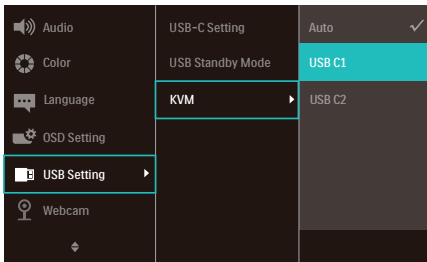 Audio
Color
Language
OSD Setting
USB Setting
Webcam
USB-C Setting
USB Standby Mode
KVM
Auto
USB C1
USB C2